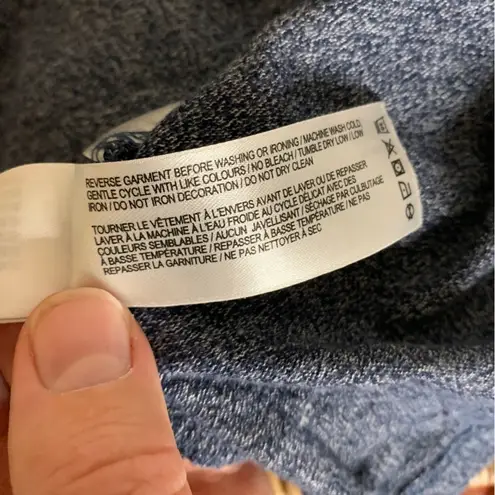 REVERSE GARMENT BEFORE WASHING OR IRONING / MACHINE WASH COLD,
GENTLE CYCLE WITH LIKE COLOURS / NO BLEACH / TUMBLE DRY LOW / LOW
IRON / DO NOT IRON DECORATION / DO NOT DRY CLEAN
TOURNER LE VÊTEMENT À L'ENVERS AVANT DE LAVER OU DE REPASSER
LAVER À LA MACHINE À L'EAU FROIDE AU CYCLE DÉLICAT AVEC DES
COULEURS SEMBLABLES / AUCUN JAVELLISANT / SÉCHAGE PAR CULBUTAGE
À BASSE TEMPÉRATURE / REPASSER À BASSE TEMPÉRATURE / NE PAS
REPASSER LA GARNITURE / NE PAS NETTOYER À SEC